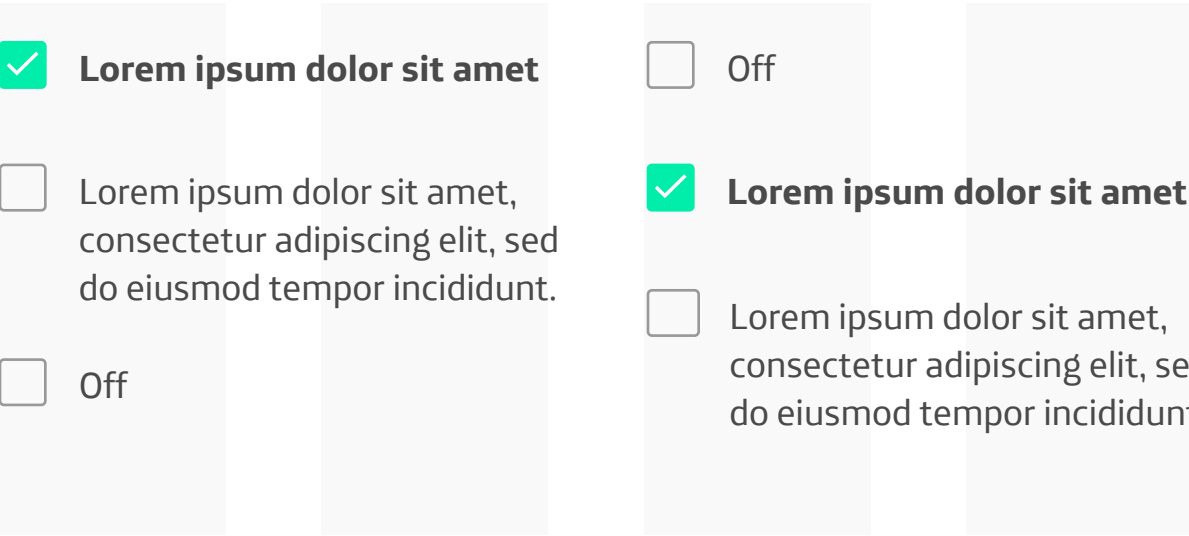 Lorem ipsum dolor sit amet
Lorem ipsum dolor sit amet,
consectetur adipiscing elit, sed
do eiusmod tempor incididunt.
Off
Off
Lorem ipsum dolor sit amet
Lorem ipsum dolor sit amet,
consectetur adipiscing elit, se
do eiusmod tempor incididunt